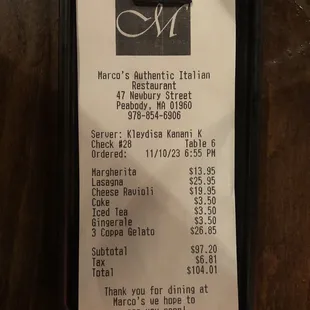 M
Marco's Authentic Italian
Restaurant
47 Newbury Street
Peabody, MA 01960
978-854-6906
Server: Kleydisa Kanani K
Check #28 Table 6
Ordered: 11/10/23 6:55 PM
Margherita $13.95
Lasagna $25.95
Cheese Ravioli $19.95
Coke $3.50
Iced Tea $3.50
Gingerale $3.50
3 Coppa Gelato $26.85
Subtotal $97.20
Tax $6.81
Total $104.01
Thank you for dining at
Marco's we hope to